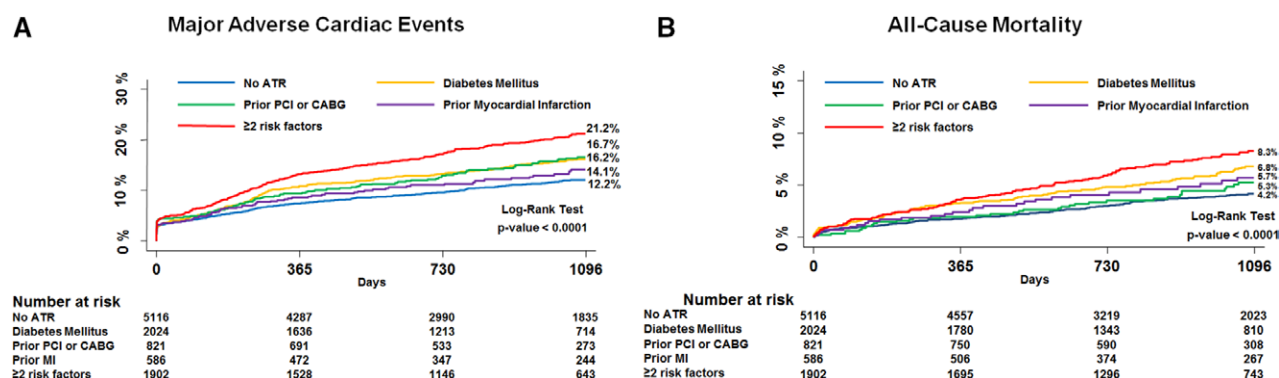 A
Major Adverse Cardiac Events
No ATR
Diabetes Mellitus
Prior PCI or CABG
Prior Myocardial Infarction
≥2 risk factors
30 %
20 %
10 %
0 %
21.2%
16.7%
16.2%
14.1%
12.2%
Log-Rank Test
p-value < 0.0001
0 365 730 1096
Days
Number at risk
No ATR 5116 4287 2990 1835
Diabetes Mellitus 2024 1636 1213 714
Prior PCI or CABG 821 691 533 273
Prior MI 586 472 347 244
≥2 risk factors 1902 1528 1146 643
B
All-Cause Mortality
No ATR
Diabetes Mellitus
Prior PCI or CABG
Prior Myocardial Infarction
≥2 risk factors
15 %
10 %
5 %
0 %
8.3%
6.8%
5.7%
5.3%
4.2%
Log-Rank Test
p-value < 0.0001
0 365 730 1096
Days
Number at risk
No ATR 5116 4557 3219 2023
Diabetes Mellitus 2024 1780 1343 810
Prior PCI or CABG 821 750 590 308
Prior MI 586 506 374 267
≥2 risk factors 1902 1695 1296 743